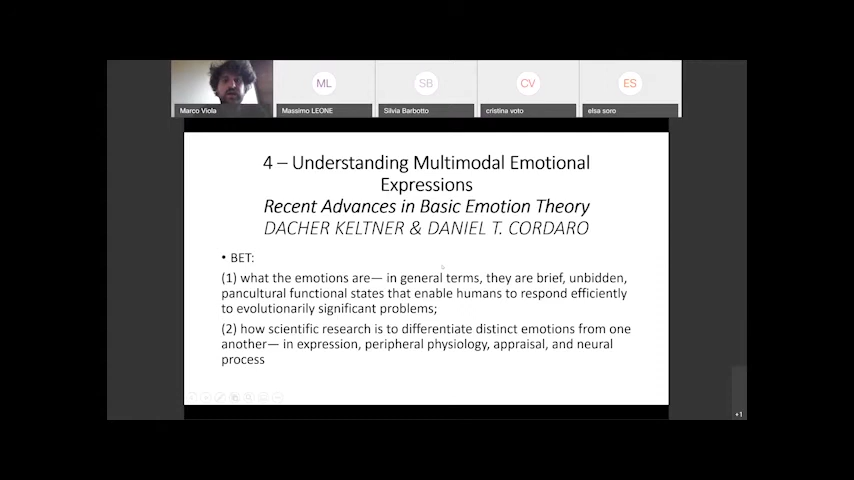 ML
SB
CV
ES
Marco Viola
Massimo LEONE
Silvia Barbotto
cristina voto
elsa soro
4 – Understanding Multimodal Emotional
Expressions
Recent Advances in Basic Emotion Theory
DACHER KELTNER & DANIEL T. CORDARO
• BET:
(1) what the emotions are— in general terms, they are brief, unbidden,
pancultural functional states that enable humans to respond efficiently
to evolutionarily significant problems;
(2) how scientific research is to differentiate distinct emotions from one
another— in expression, peripheral physiology, appraisal, and neural
process
+1